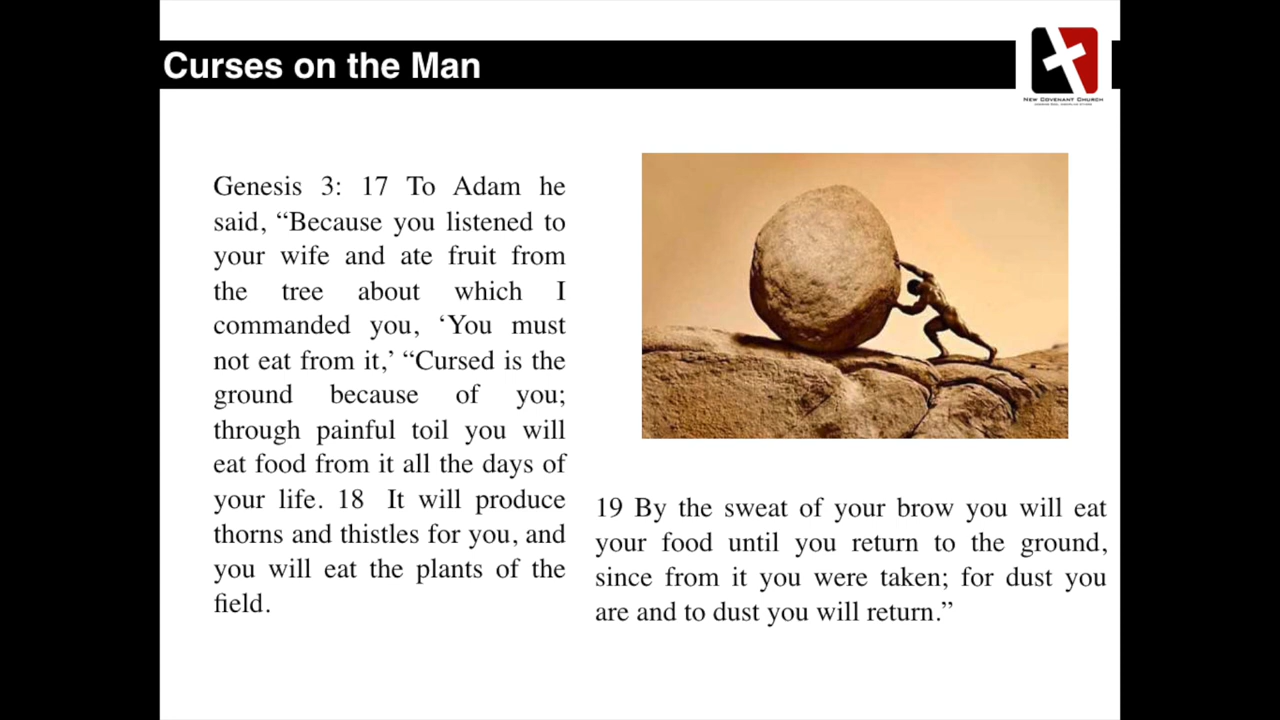 Curses on the Man
NEW COVENANT CHURCH
Genesis 3: 17 To Adam he
said, “Because you listened to
your wife and ate fruit from
the tree about which I
commanded you, ‘You must
not eat from it,’ “Cursed is the
ground because of you;
through painful toil you will
eat food from it all the days of
your life. 18 It will produce
thorns and thistles for you, and
you will eat the plants of the
field.
19 By the sweat of your brow you will eat
your food until you return to the ground,
since from it you were taken; for dust you
are and to dust you will return.”